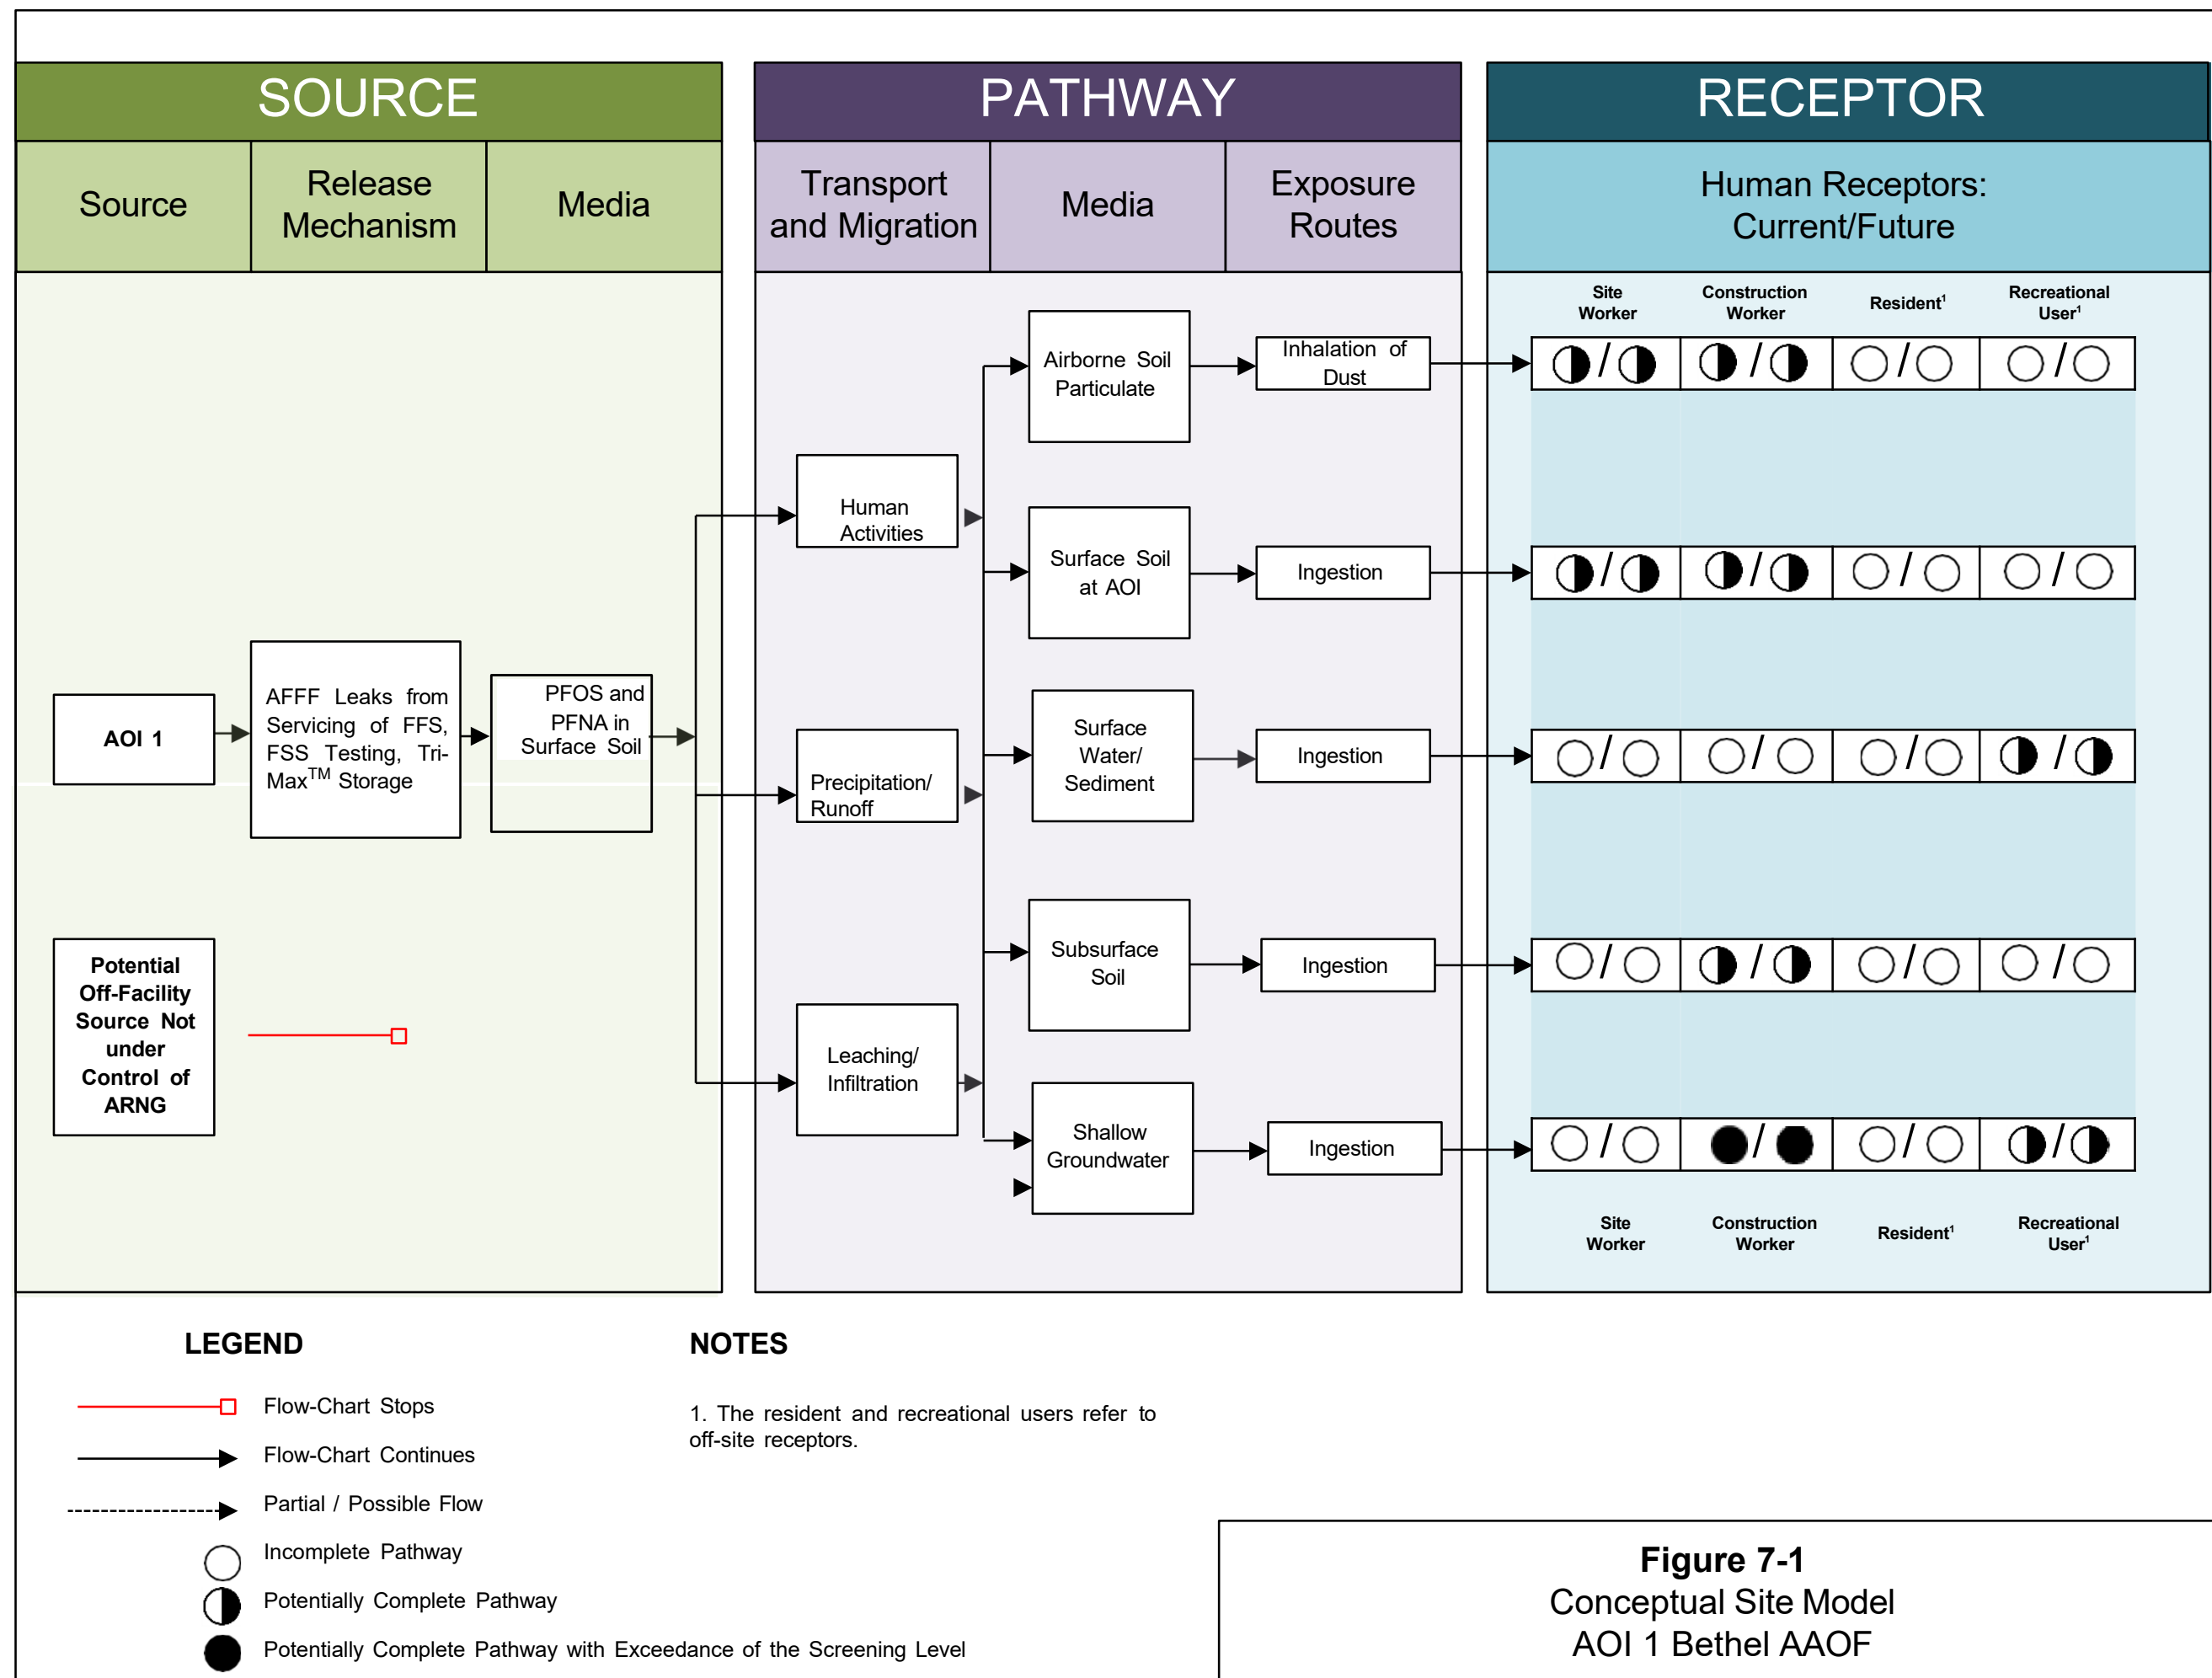 SOURCE
PATHWAY
RECEPTOR
Source
Release
Mechanism
Media
Transport
and Migration
Media
Exposure
Routes
Human Receptors:
Current/Future
Site
Worker
Construction
Worker
Resident¹
Recreational
User¹
Airborne Soil
Particulate
Inhalation of
Dust
/ / / /
Human
Activities
Surface Soil
at AOI
Ingestion
/ / / /
AOI 1
AFFF Leaks from
Servicing of FFS,
FSS Testing, Tri-
Max™ Storage
PFOS and
PFNA in
Surface Soil
Precipitation/
Runoff
Surface
Water/
Sediment
Ingestion
/ / / /
Potential
Off-Facility
Source Not
under
Control of
ARNG
Leaching/
Infiltration
Subsurface
Soil
Ingestion
/ / / /
Shallow
Groundwater
Ingestion
/ / / /
Site
Worker
Construction
Worker
Resident¹
Recreational
User¹
LEGEND
Flow-Chart Stops
Flow-Chart Continues
Partial / Possible Flow
Incomplete Pathway
Potentially Complete Pathway
Potentially Complete Pathway with Exceedance of the Screening Level
NOTES
1. The resident and recreational users refer to
off-site receptors.
Figure 7-1
Conceptual Site Model
AOI 1 Bethel AAOF